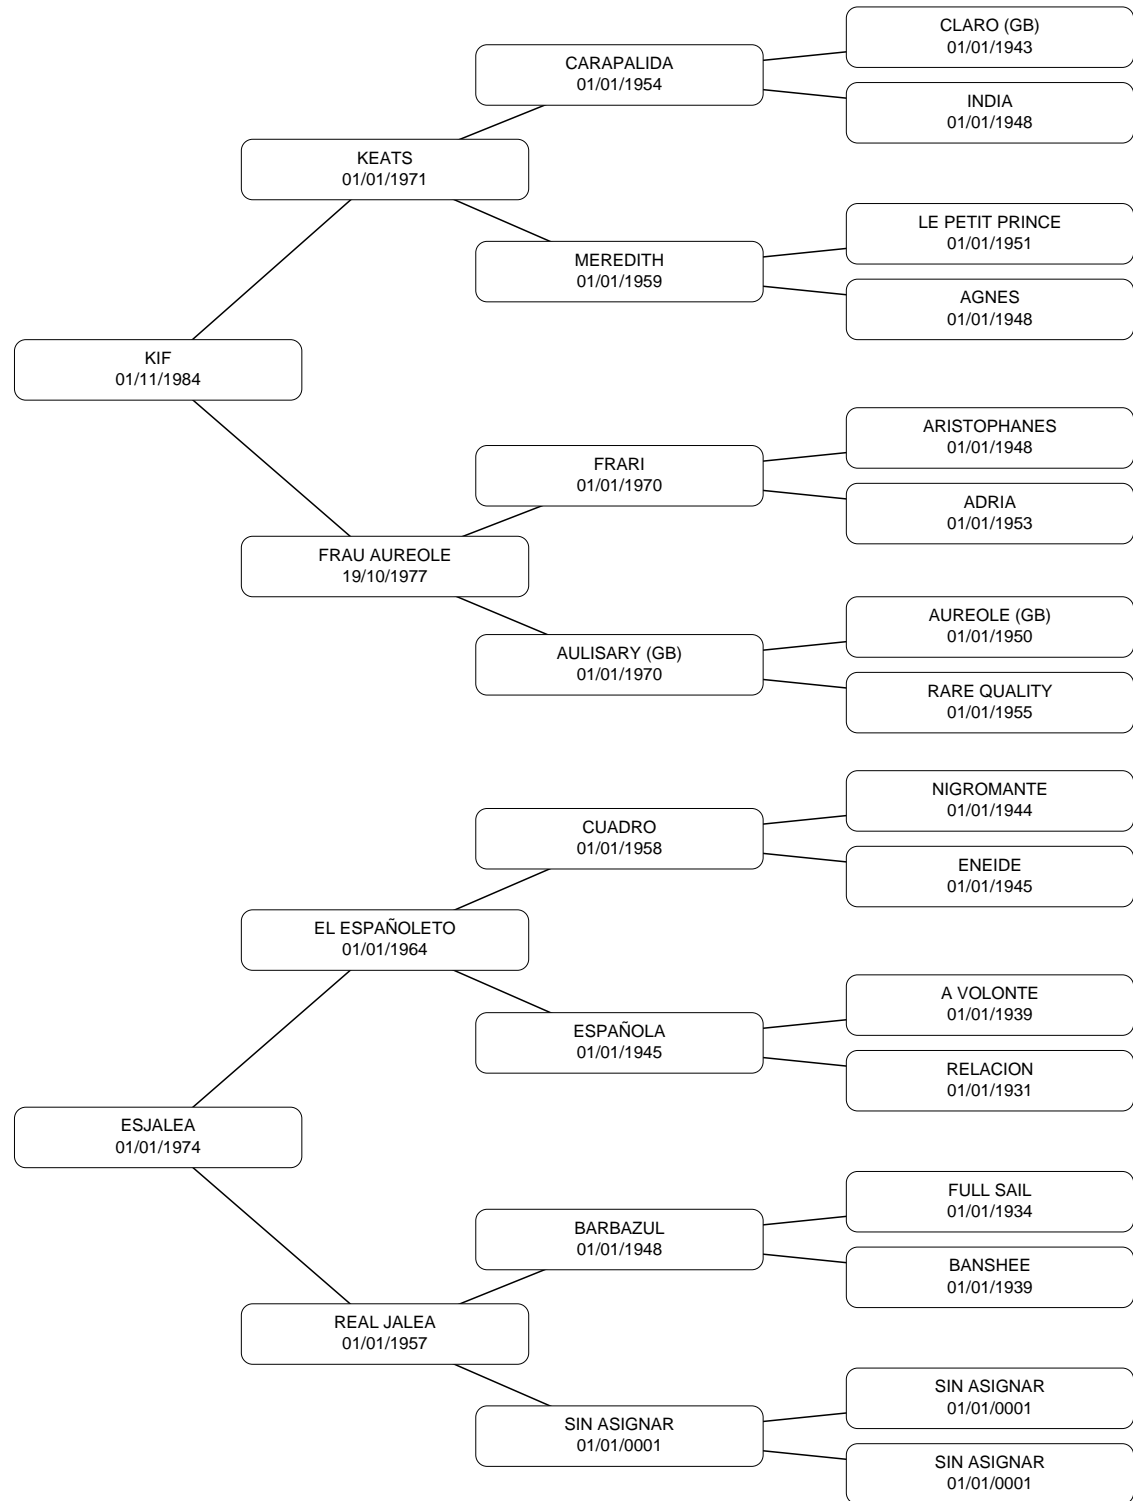 CLARO (GB)
01/01/1943
CARAPALIDA
01/01/1954
INDIA
01/01/1948
KEATS
01/01/1971
LE PETIT PRINCE
01/01/1951
MEREDITH
01/01/1959
AGNES
01/01/1948
KIF
01/11/1984
ARISTOPHANES
01/01/1948
FRARI
01/01/1970
ADRIA
01/01/1953
FRAU AUREOLE
19/10/1977
AUREOLE (GB)
01/01/1950
AULISARY (GB)
01/01/1970
RARE QUALITY
01/01/1955
NIGROMANTE
01/01/1944
CUADRO
01/01/1958
ENEIDE
01/01/1945
EL ESPAÑOLETO
01/01/1964
A VOLONTE
01/01/1939
ESPAÑOLA
01/01/1945
RELACION
01/01/1931
ESJALEA
01/01/1974
FULL SAIL
01/01/1934
BARBAZUL
01/01/1948
BANSHEE
01/01/1939
REAL JALEA
01/01/1957
SIN ASIGNAR
01/01/0001
SIN ASIGNAR
01/01/0001
SIN ASIGNAR
01/01/0001